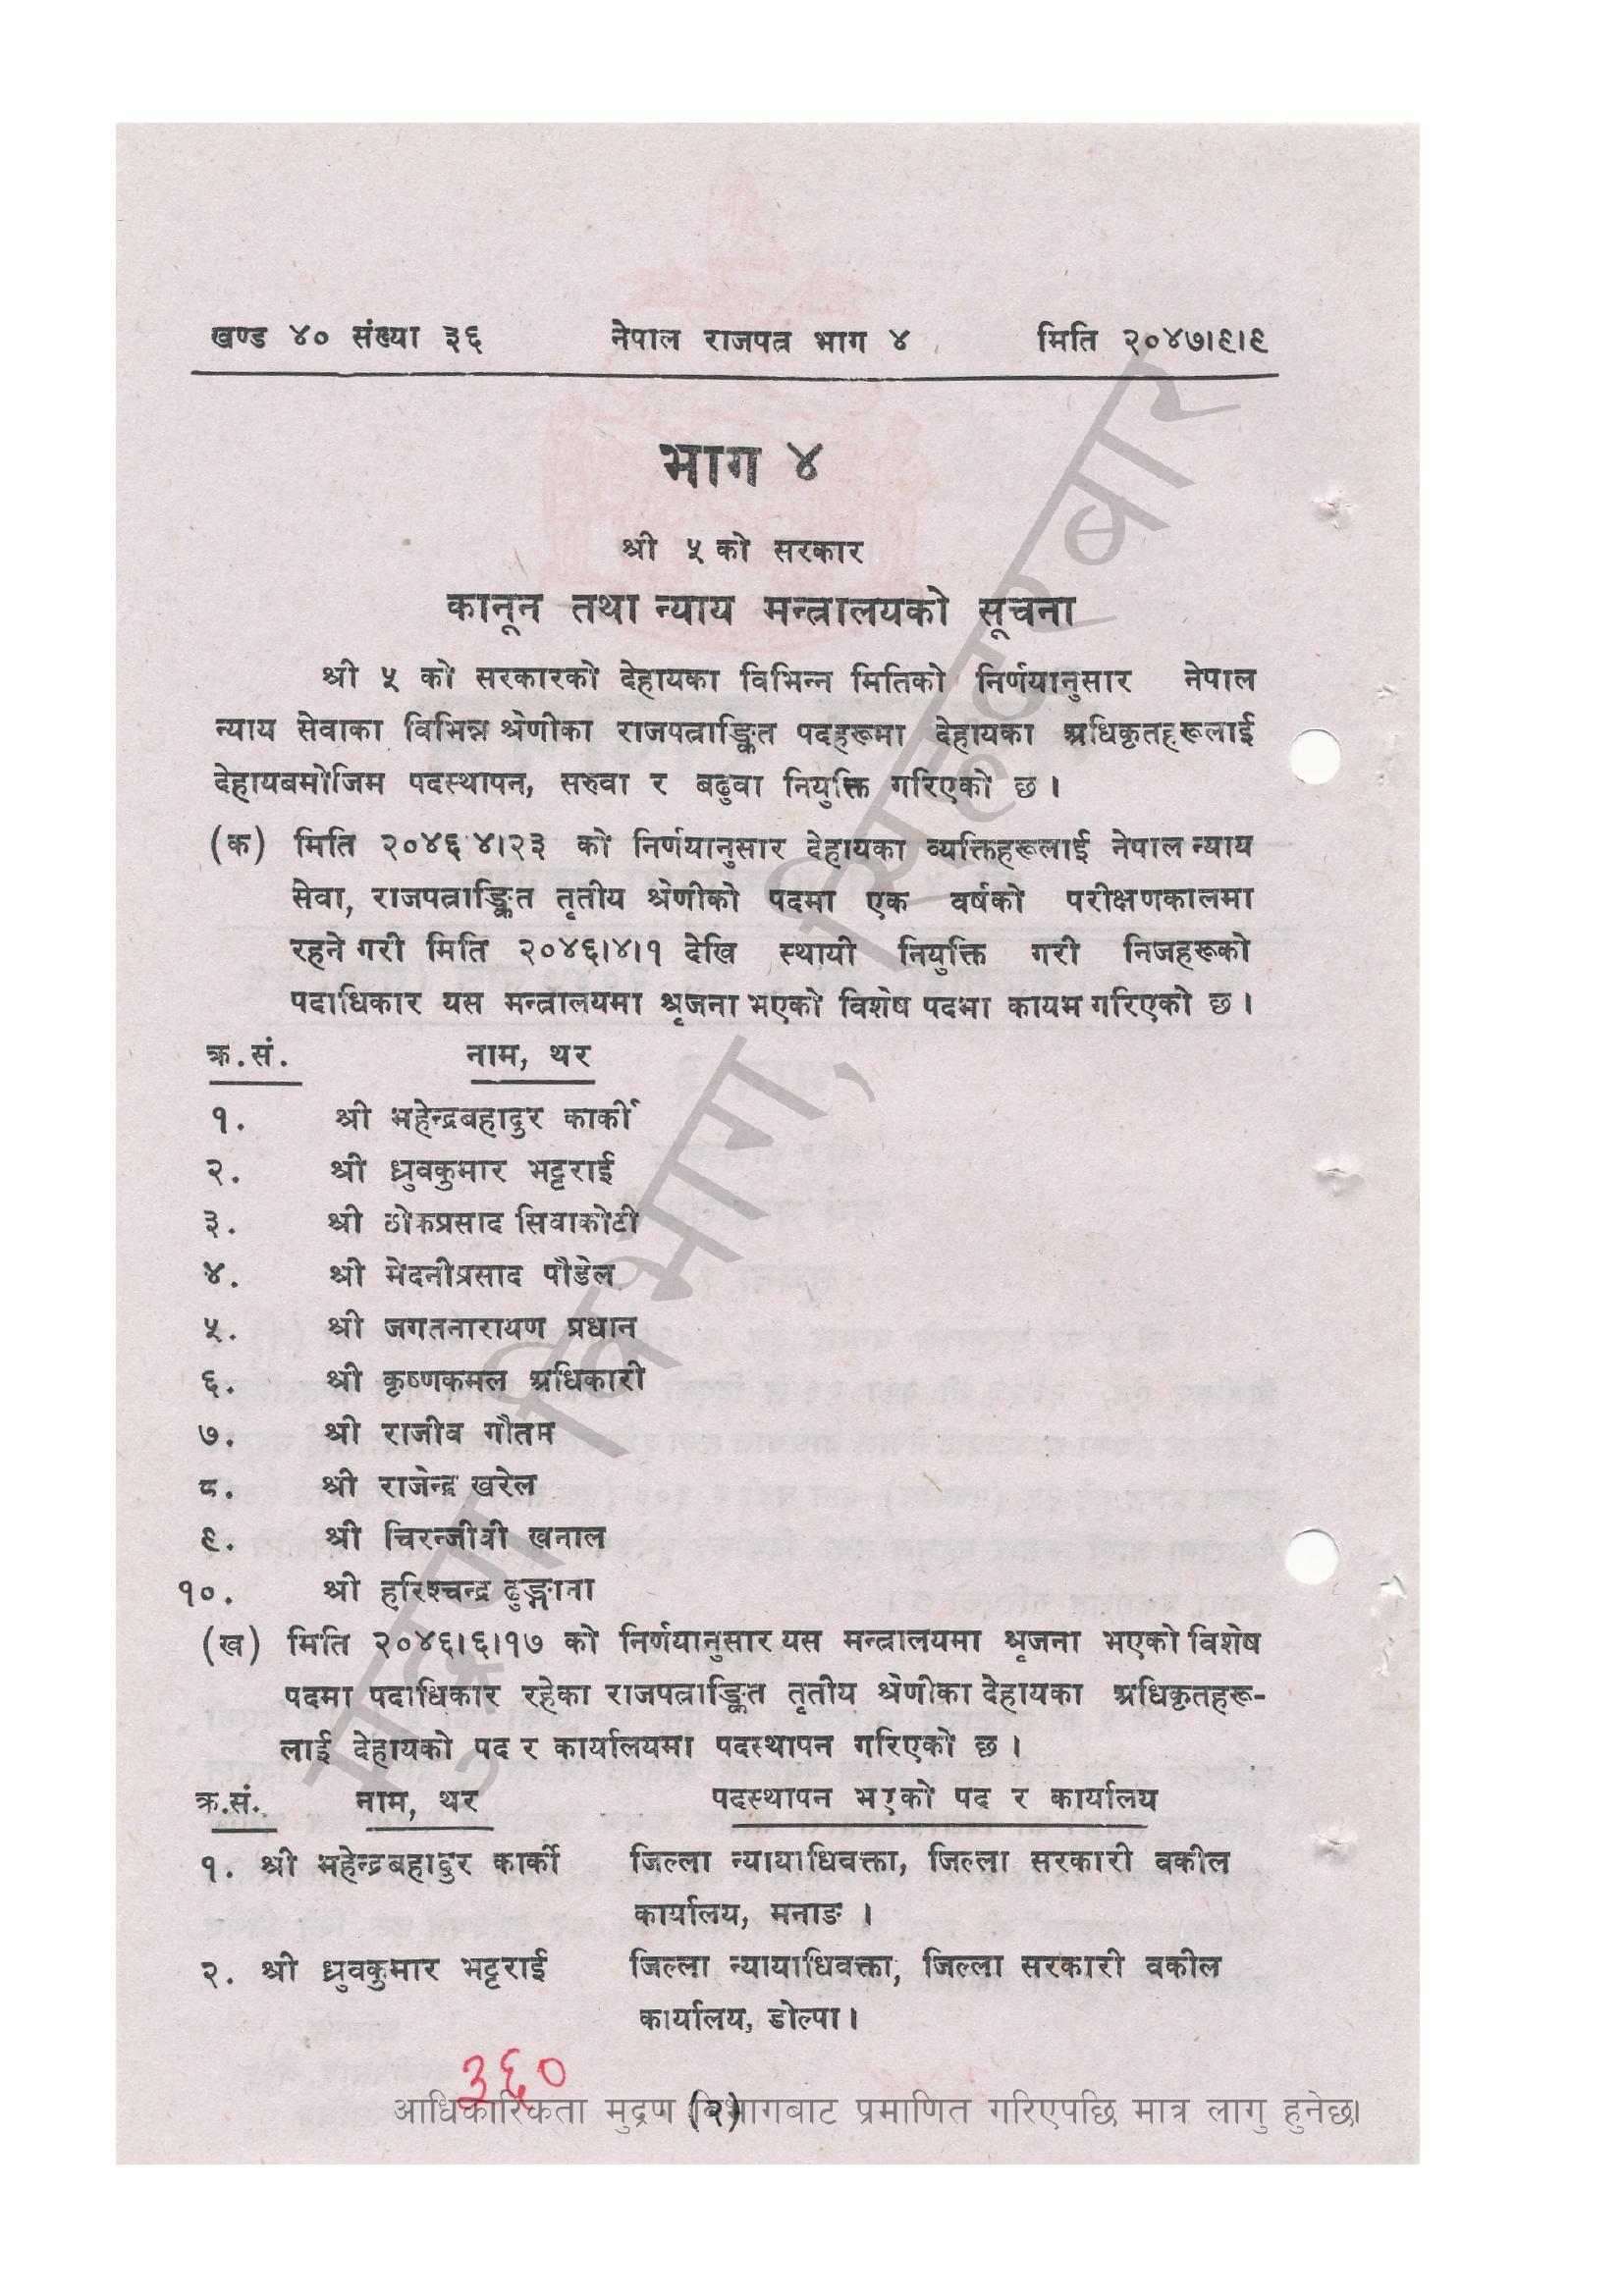 खण्ड ४० संख्या ३६ नेपाल राजपत्र भाग ४ मिति २०४७।९।९
भाग ४
श्री ५ को सरकार
कानून तथा न्याय मन्त्रालयको सूचना
श्री ५ को सरकारको देहायका विभिन्न मितिको निर्णयानुसार नेपाल
न्याय सेवाका विभिन्न श्रेणीका राजपत्राङ्कित पदहरूमा देहायका अधिकृतहरूलाई
देहायबमोजिम पदस्थापन, सरुवा र बढुवा नियुक्ति गरिएको छ ।
(क) मिति २०४६ ४।२३ को निर्णयानुसार देहायका व्यक्तिहरूलाई नेपाल न्याय
सेवा, राजपत्राङ्कित तृतीय श्रेणीको पदमा एक वर्षको परीक्षणकालमा
रहने गरी मिति २०४६।४।१ देखि स्थायी नियुक्ति गरी निजहरूको
पदाधिकार यस मन्त्रालयमा श्रृजना भएको विशेष पदमा कायम गरिएको छ ।
क्र.सं. नाम, थर
१. श्री महेन्द्रबहादुर कार्की
२. श्री ध्रुवकुमार भट्टराई
३. श्री ठोकप्रसाद सिवाकोटी
४. श्री मेदनीप्रसाद पौडेल
५. श्री जगतनारायण प्रधान
६. श्री कृष्णकमल अधिकारी
७. श्री राजीव गौतम
८. श्री राजेन्द्र खरेल
९. श्री चिरन्जीवी खनाल
१०. श्री हरिश्चन्द्र ढुङ्गाना
(ख) मिति २०४६।६।१७ को निर्णयानुसार यस मन्त्रालयमा श्रृजना भएको विशेष
पदमा पदाधिकार रहेका राजपत्राङ्कित तृतीय श्रेणीका देहायका अधिकृतहरू-
लाई देहायको पद र कार्यालयमा पदस्थापन गरिएको छ ।
क्र.सं. नाम, थर पदस्थापन भएको पद र कार्यालय
१. श्री महेन्द्रबहादुर कार्की जिल्ला न्यायाधिवक्ता, जिल्ला सरकारी वकील
कार्यालय, मनाङ ।
२. श्री ध्रुवकुमार भट्टराई जिल्ला न्यायाधिवक्ता, जिल्ला सरकारी वकील
कार्यालय, डोल्पा ।
३६०
(२)
आधिकारिकता मुद्रण विभागबाट प्रमाणित गरिएपछि मात्र लागु हुनेछ।
मुद्रण विभाग, सिंहदरबार